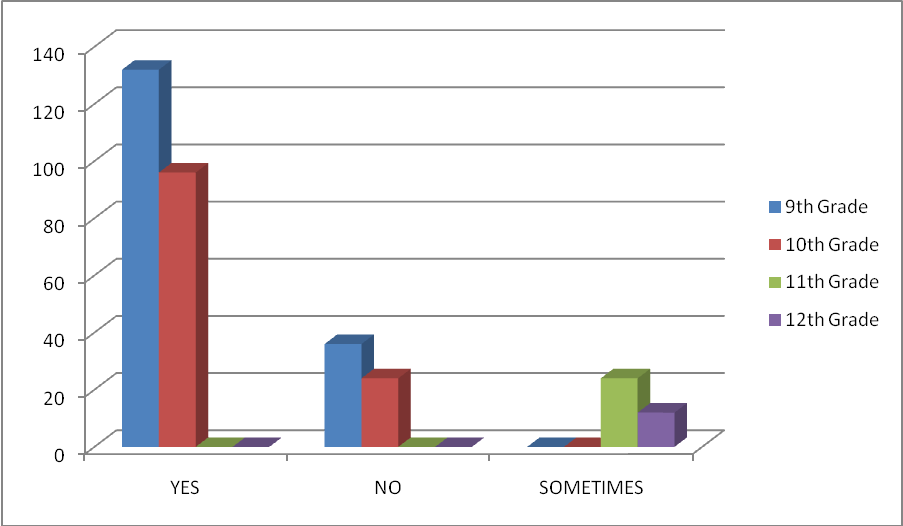 140
120
100
80
60
40
20
0
YES NO SOMETIMES
9th Grade
10th Grade
11th Grade
12th Grade